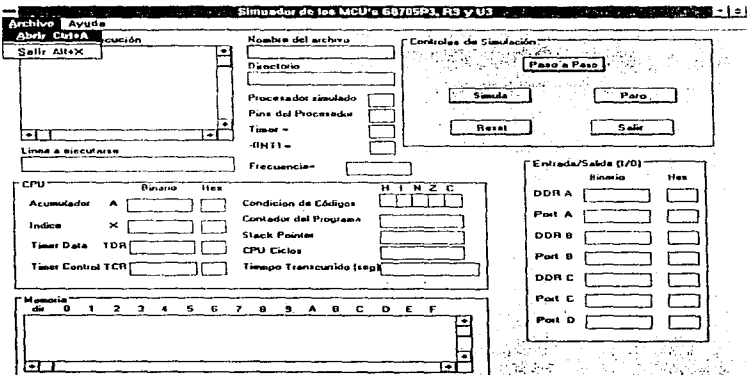 Simuador de los MCU's 68705P3, R3 y U3
Archivo Ayuda
Abrir Ctrl+A
Salir Alt+X
ecución
Linea a ejecutarse
Nombre del archivo
Directorio
Procesador simulado
Pins del Procesador
Timer =
-(INT) =
Frecuencia=
Controles de Simulación
Paso a Paso
Simula
Paro
Reset
Salir
CPU
Binario Hex
Acumulador A
Indice X
Timer Data TDR
Timer Control TCR
H I N Z C
Condicion de Códigos
Contador del Programa
Stack Pointer
CPU Ciclos
Timepo Transcurrido (seg)
Entrada/Salida (I/O)
Binario Hex
DDR A
Port A
DDR B
Port B
DDR C
Port C
Port D
Memoria
dir 0 1 2 3 4 5 6 7 8 9 A B C D E F